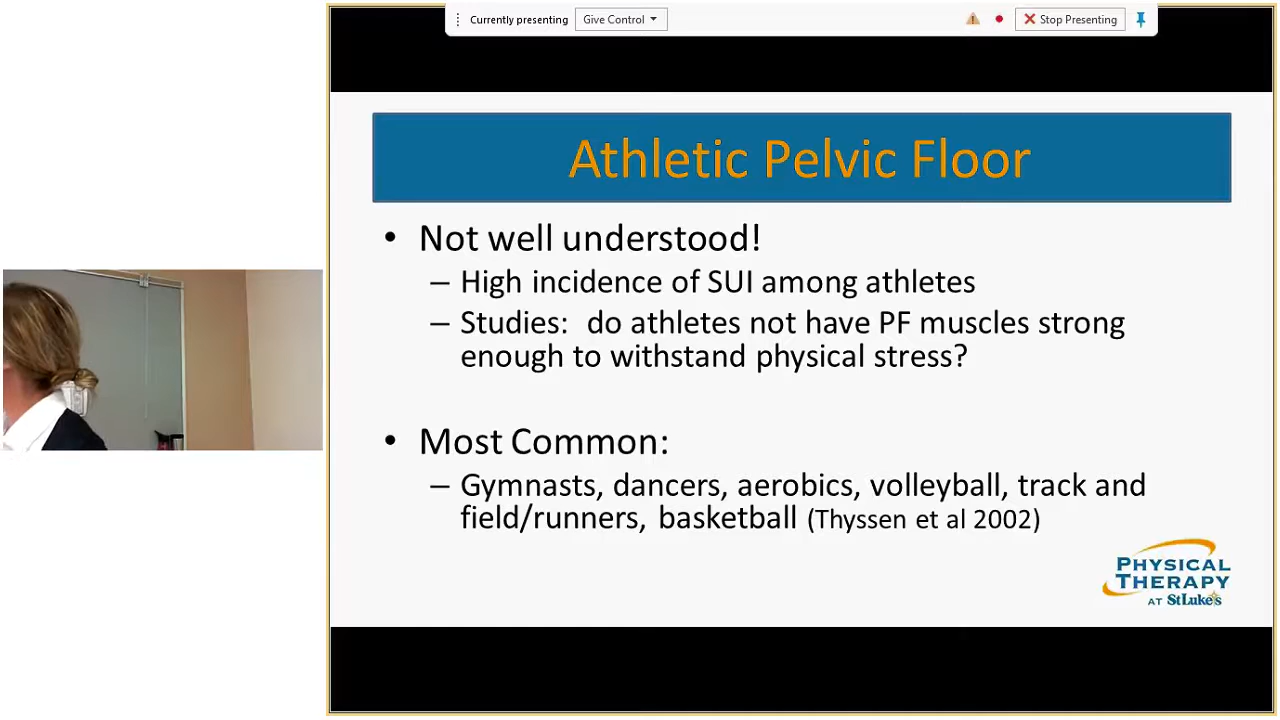 Currently presenting
Give Control
Stop Presenting
Athletic Pelvic Floor
• Not well understood!
– High incidence of SUI among athletes
– Studies: do athletes not have PF muscles strong
enough to withstand physical stress?
• Most Common:
– Gymnasts, dancers, aerobics, volleyball, track and
field/runners, basketball (Thyssen et al 2002)
PHYSICAL
THERAPY
AT StLuke's